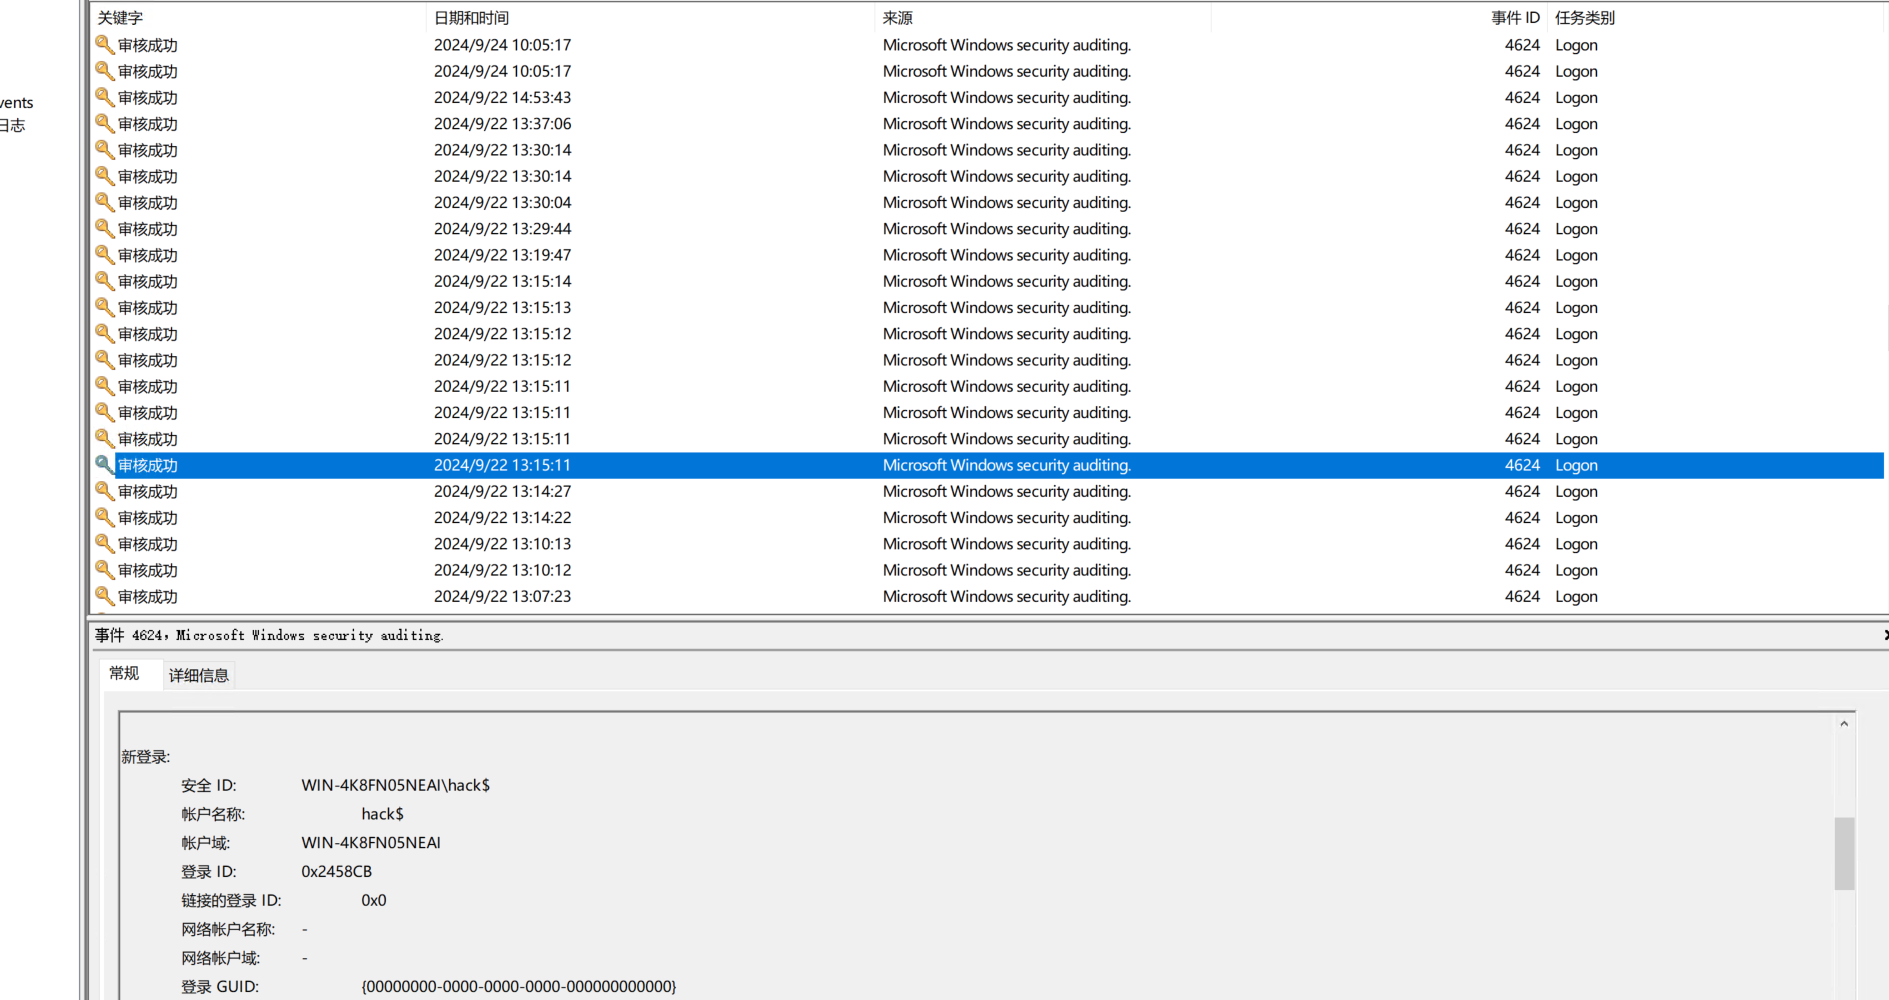 关键字 日期和时间 来源 事件 ID 任务类别
审核成功 2024/9/24 10:05:17 Microsoft Windows security auditing. 4624 Logon
审核成功 2024/9/24 10:05:17 Microsoft Windows security auditing. 4624 Logon
审核成功 2024/9/22 14:53:43 Microsoft Windows security auditing. 4624 Logon
vents
审核成功 2024/9/22 13:37:06 Microsoft Windows security auditing. 4624 Logon
日志
审核成功 2024/9/22 13:30:14 Microsoft Windows security auditing. 4624 Logon
审核成功 2024/9/22 13:30:14 Microsoft Windows security auditing. 4624 Logon
审核成功 2024/9/22 13:30:04 Microsoft Windows security auditing. 4624 Logon
审核成功 2024/9/22 13:29:44 Microsoft Windows security auditing. 4624 Logon
审核成功 2024/9/22 13:19:47 Microsoft Windows security auditing. 4624 Logon
审核成功 2024/9/22 13:15:14 Microsoft Windows security auditing. 4624 Logon
审核成功 2024/9/22 13:15:13 Microsoft Windows security auditing. 4624 Logon
审核成功 2024/9/22 13:15:12 Microsoft Windows security auditing. 4624 Logon
审核成功 2024/9/22 13:15:12 Microsoft Windows security auditing. 4624 Logon
审核成功 2024/9/22 13:15:11 Microsoft Windows security auditing. 4624 Logon
审核成功 2024/9/22 13:15:11 Microsoft Windows security auditing. 4624 Logon
审核成功 2024/9/22 13:15:11 Microsoft Windows security auditing. 4624 Logon
审核成功 2024/9/22 13:15:11 Microsoft Windows security auditing. 4624 Logon
审核成功 2024/9/22 13:14:27 Microsoft Windows security auditing. 4624 Logon
审核成功 2024/9/22 13:14:22 Microsoft Windows security auditing. 4624 Logon
审核成功 2024/9/22 13:10:13 Microsoft Windows security auditing. 4624 Logon
审核成功 2024/9/22 13:10:12 Microsoft Windows security auditing. 4624 Logon
审核成功 2024/9/22 13:07:23 Microsoft Windows security auditing. 4624 Logon
事件 4624，Microsoft Windows security auditing.
常规 详细信息
新登录:
安全 ID: WIN-4K8FN05NEAI\hack$
帐户名称: hack$
帐户域: WIN-4K8FN05NEAI
登录 ID: 0x2458CB
链接的登录 ID: 0x0
网络帐户名称: -
网络帐户域: -
登录 GUID: {00000000-0000-0000-0000-000000000000}